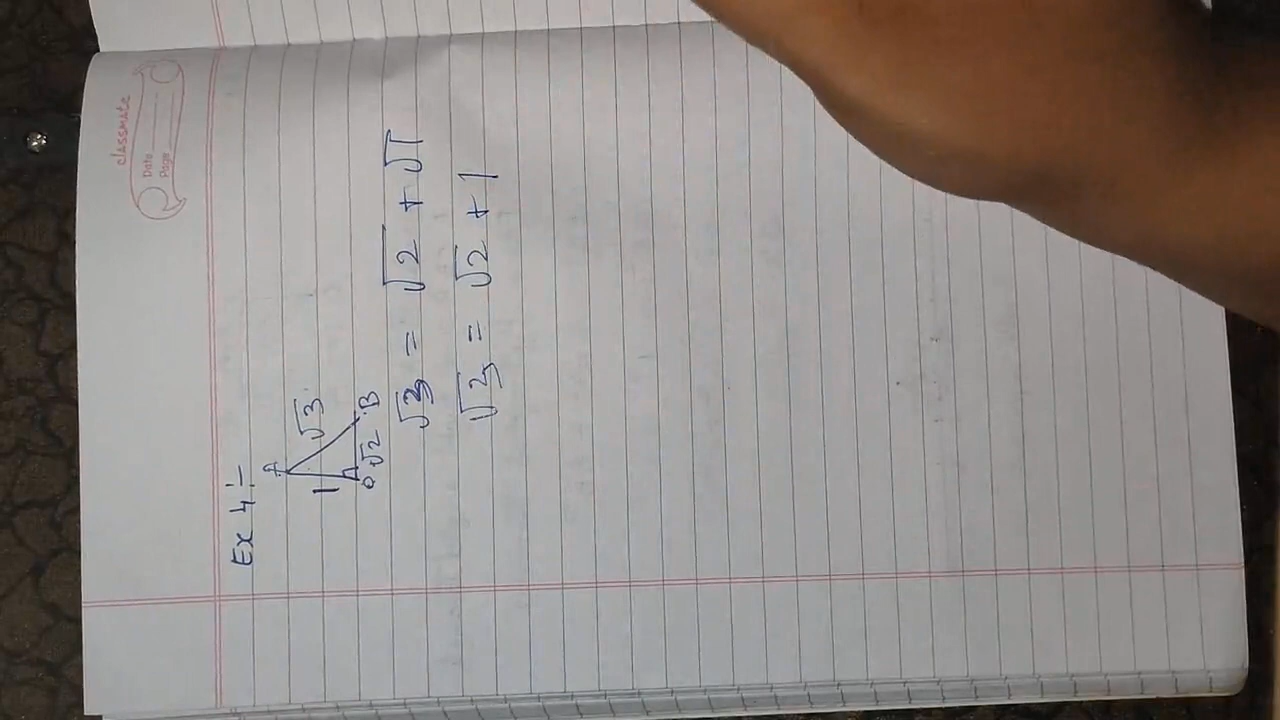 classmate
Date
Page
Ex 4:-
A
1
√3
O
√2
B
√3 = √2 + √1
√3 = √2 + 1